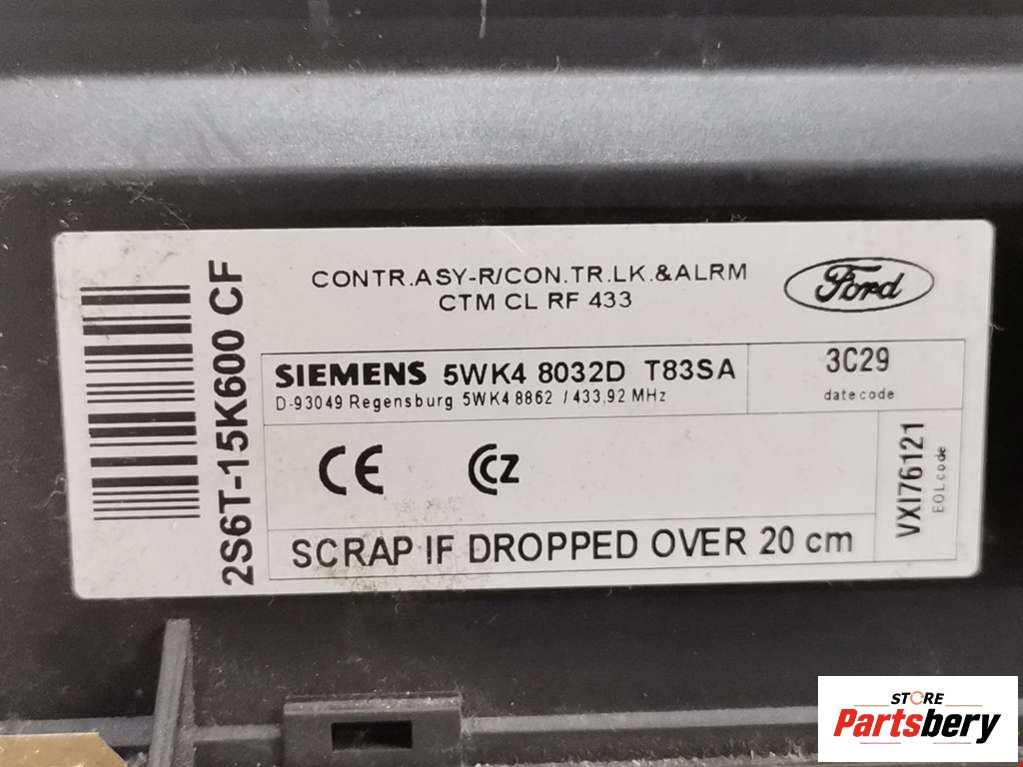 CONTR.ASY-R/CON.TR.LK.&ALRM
CTM CL RF 433
Ford
2S6T-15K600 CF
SIEMENS 5WK4 8032D T83SA
D-93049 Regensburg 5WK4 8862 / 433,92 MHz
3C29
datecode
CE CZ
VXI76121
EOLcode
SCRAP IF DROPPED OVER 20 cm
STORE
Partsbery